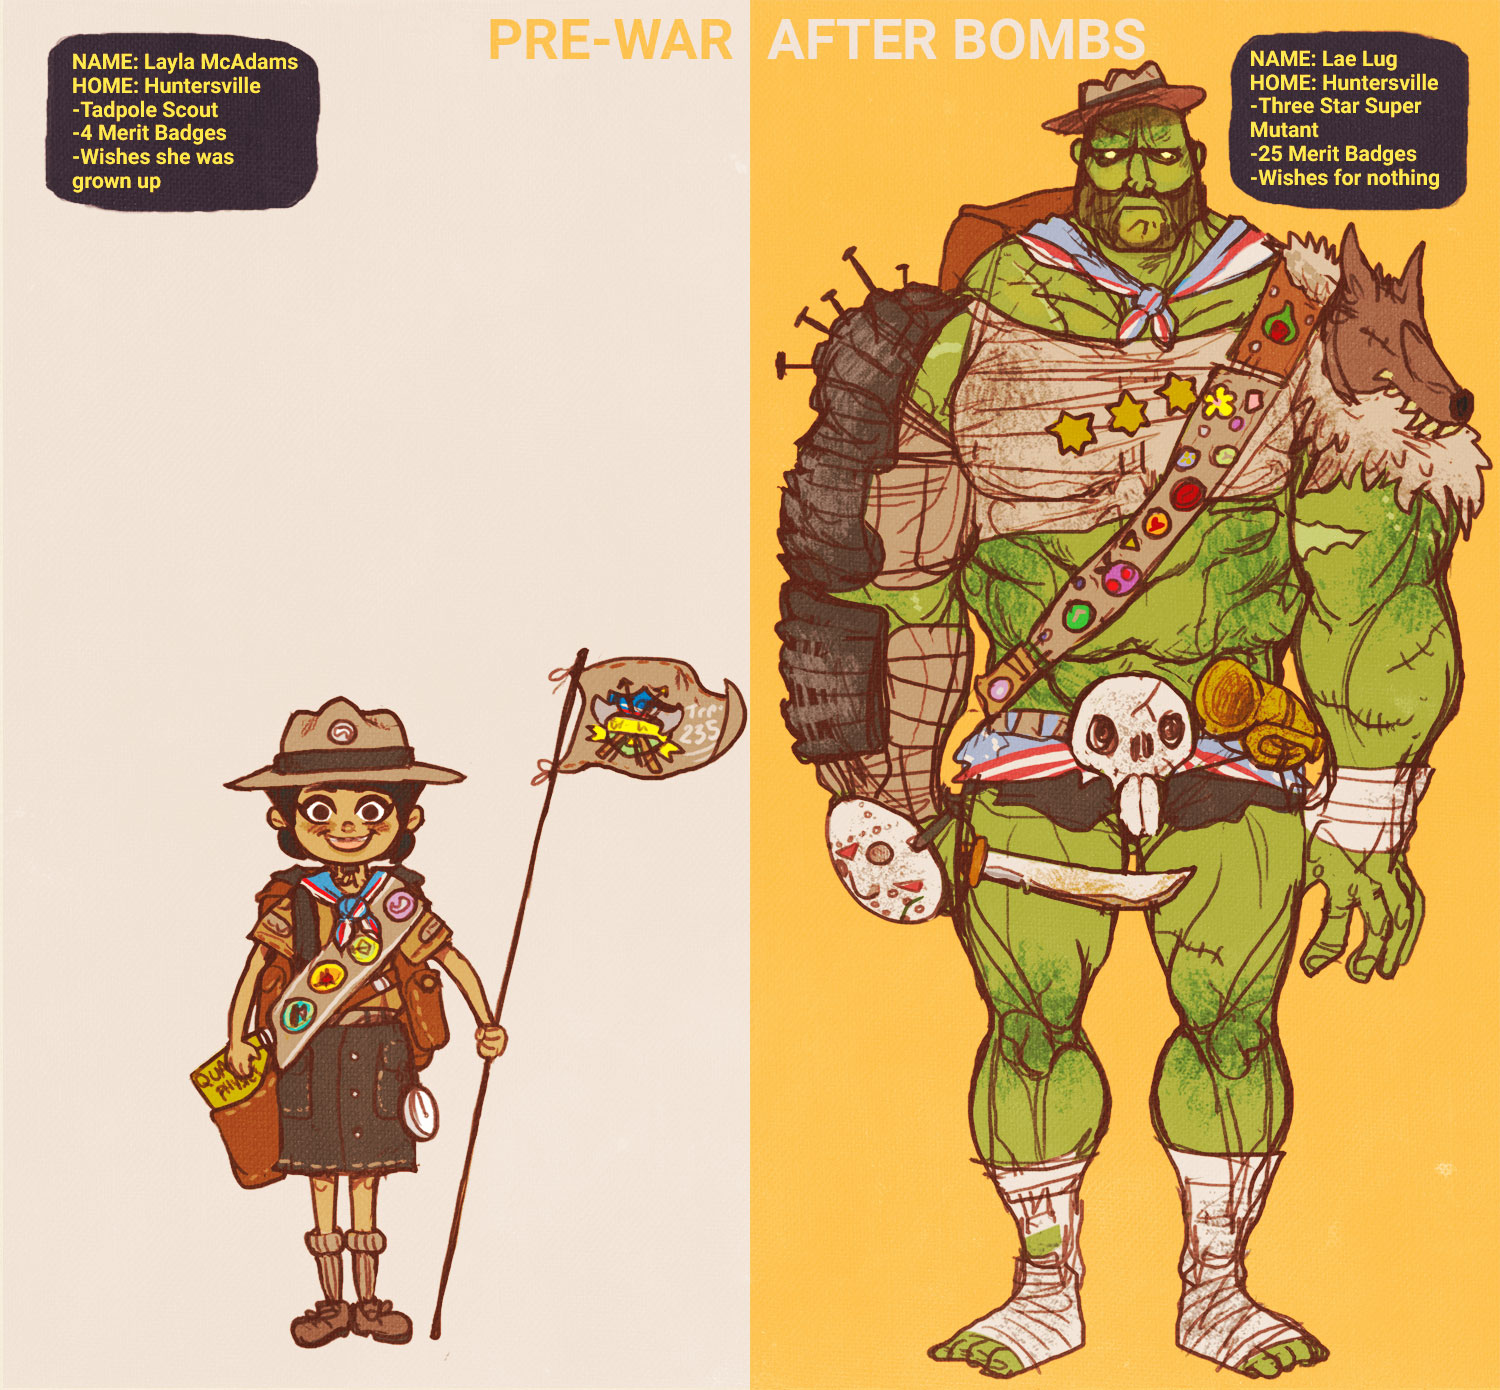 PRE-WAR
AFTER BOMBS
NAME: Layla McAdams
HOME: Huntersville
-Tadpole Scout
-4 Merit Badges
-Wishes she was
grown up
NAME: Lae Lug
HOME: Huntersville
-Three Star Super
Mutant
-25 Merit Badges
-Wishes for nothing
235